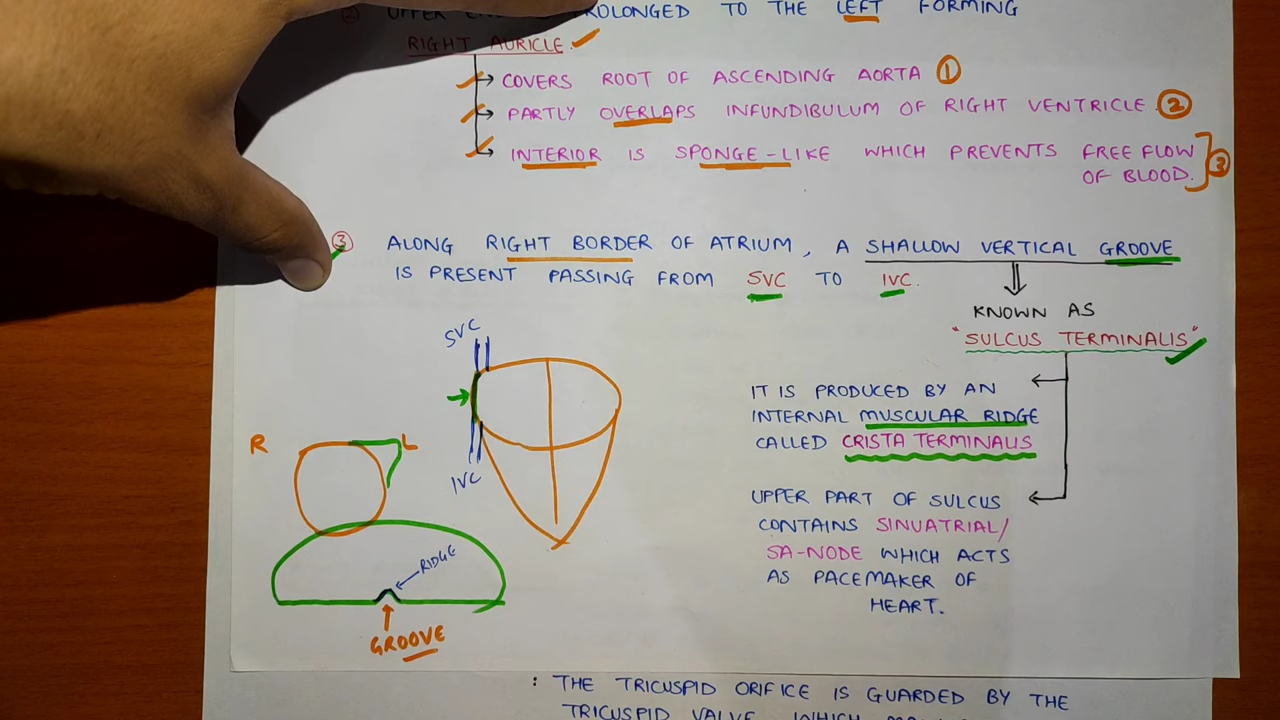 ② UPPER PROLONGED TO THE LEFT FORMING
RIGHT AURICLE.
COVERS ROOT OF ASCENDING AORTA ①
PARTLY OVERLAPS INFUNDIBULUM OF RIGHT VENTRICLE. ②
INTERIOR IS SPONGE-LIKE WHICH PREVENTS FREE FLOW
OF BLOOD. ③
③ ALONG RIGHT BORDER OF ATRIUM, A SHALLOW VERTICAL GROOVE
IS PRESENT PASSING FROM SVC TO IVC.
KNOWN AS
"SULCUS TERMINALIS"
IT IS PRODUCED BY AN
INTERNAL MUSCULAR RIDGE
CALLED CRISTA TERMINALIS
UPPER PART OF SULCUS
CONTAINS SINUATRIAL/
SA-NODE WHICH ACTS
AS PACEMAKER OF
HEART.
SVC
IVC
R L
RIDGE
GROOVE
: THE TRICUSPID ORIFICE IS GUARDED BY THE
TRICUSPID VALVE WHICH